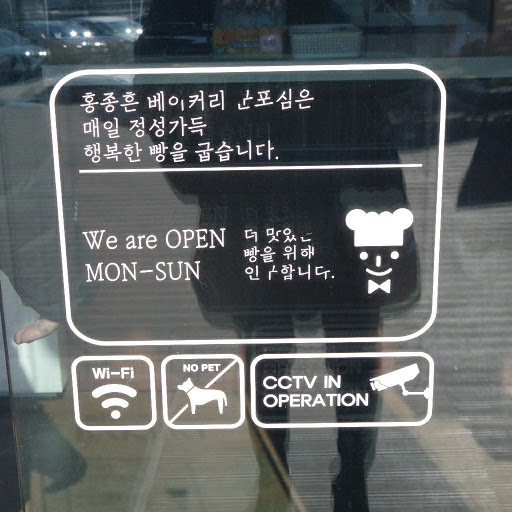 홍종흔 베이커리
매일 정성가득
행복한 빵을 굽습니다.
We are OPEN
MON-SUN
더 맛있는
빵을 위해
Wi-Fi
NO PET
CCTV IN
OPERATION